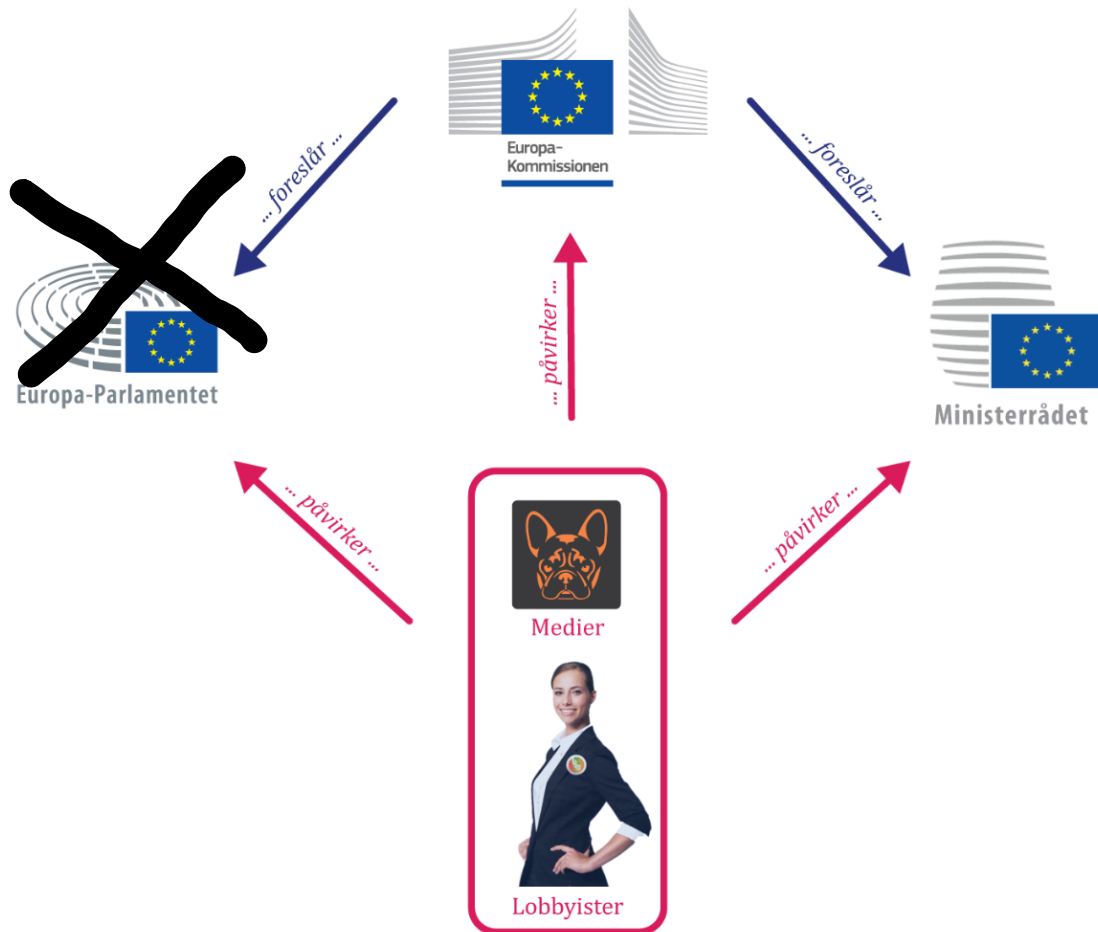 Europa-
Kommissionen
... foreslår ...
... foreslår ...
Europa-Parlamentet
... påvirker ...
Ministerrådet
... påvirker ...
... påvirker ...
Medier
Lobbyister